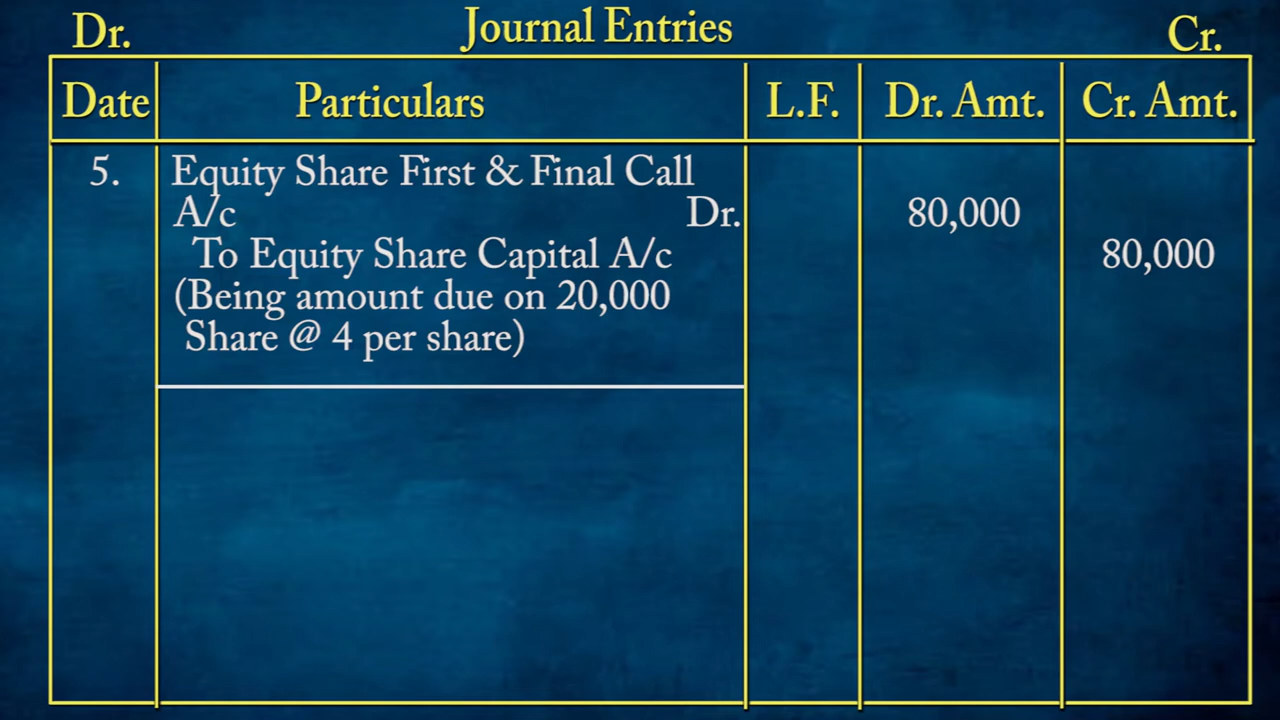 Dr. Journal Entries Cr.
Date Particulars L.F. Dr. Amt. Cr. Amt.
5. Equity Share First & Final Call
A/c Dr. 80,000
To Equity Share Capital A/c 80,000
(Being amount due on 20,000
Share @ 4 per share)